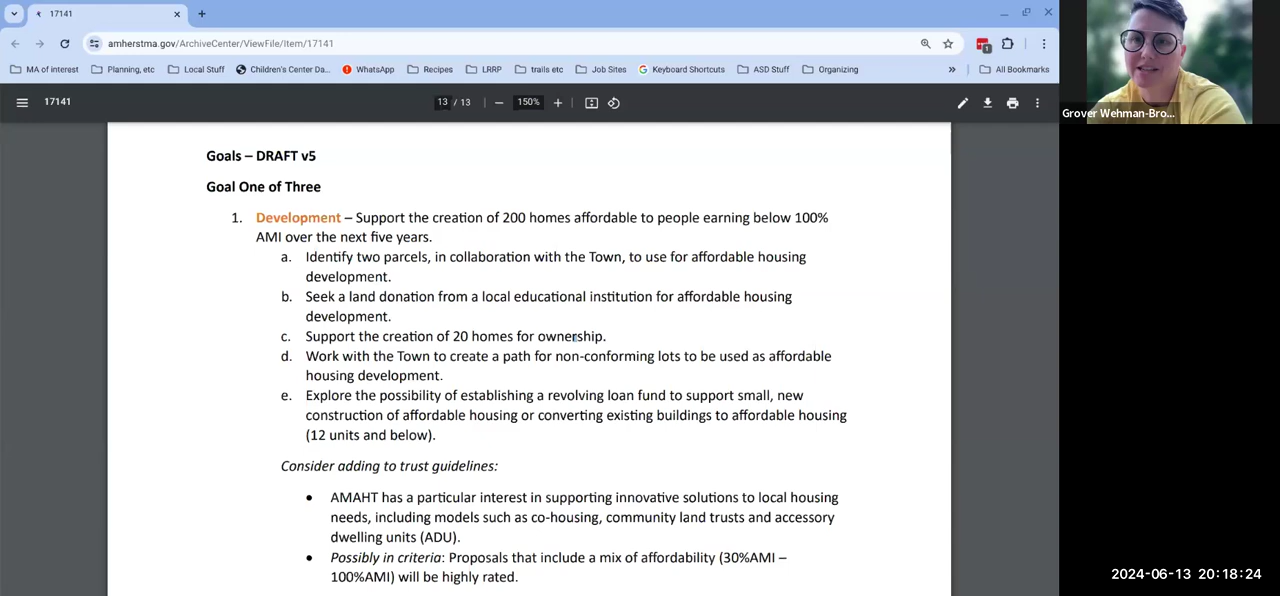 17141
amherstma.gov/ArchiveCenter/ViewFile/Item/17141
MA of interest
Planning, etc
Local Stuff
Children's Center Da...
WhatsApp
Recipes
LRRP
trails etc
Job Sites
Keyboard Shortcuts
ASD Stuff
Organizing
»
All Bookmarks
17141
13 / 13
150%
Goals – DRAFT v5
Goal One of Three
1. Development – Support the creation of 200 homes affordable to people earning below 100%
AMI over the next five years.
a. Identify two parcels, in collaboration with the Town, to use for affordable housing
development.
b. Seek a land donation from a local educational institution for affordable housing
development.
c. Support the creation of 20 homes for ownership.
d. Work with the Town to create a path for non-conforming lots to be used as affordable
housing development.
e. Explore the possibility of establishing a revolving loan fund to support small, new
construction of affordable housing or converting existing buildings to affordable housing
(12 units and below).
Consider adding to trust guidelines:
• AMAHT has a particular interest in supporting innovative solutions to local housing
needs, including models such as co-housing, community land trusts and accessory
dwelling units (ADU).
• Possibly in criteria: Proposals that include a mix of affordability (30%AMI –
100%AMI) will be highly rated.
Grover Wehman-Bro...
2024-06-13 20:18:24